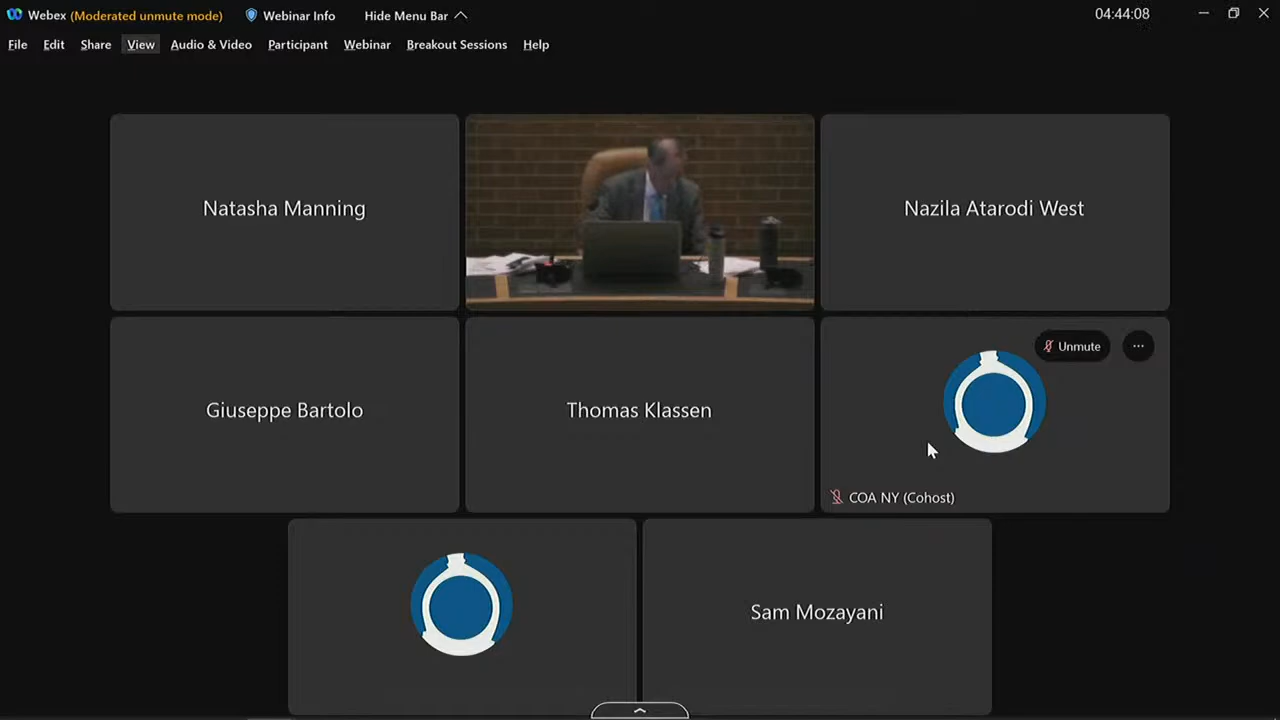 Webex (Moderated unmute mode) Webinar Info Hide Menu Bar 04:44:08
File Edit Share View Audio & Video Participant Webinar Breakout Sessions Help
Natasha Manning
Nazila Atarodi West
Giuseppe Bartolo
Thomas Klassen
Unmute
COA NY (Cohost)
Sam Mozayani